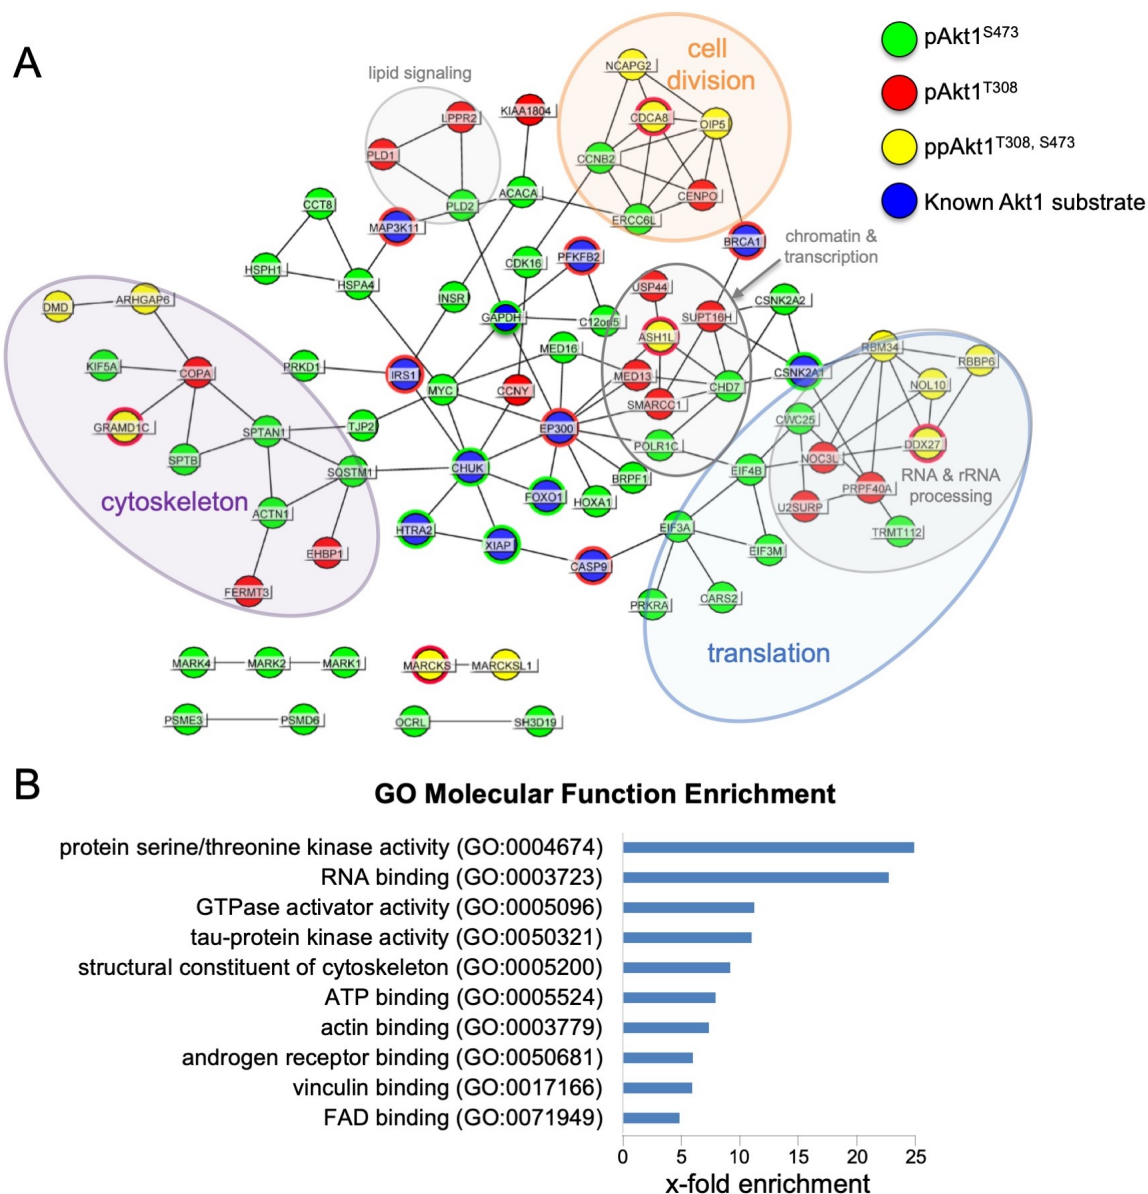 A
lipid signaling
cell
division
pAkt1S473
pAkt1T308
ppAkt1T308, S473
Known Akt1 substrate
NCAPG2
LPPR2
KIAA1804
CDCA8
OIP5
PLD1
CCNB2
CENPO
ACACA
CCT8
PLD2
MAP3K11
ERCC6L
BRCA1
chromatin &
transcription
HSPH1
CDK16
PFKFB2
HSPA4
USP44
DMD
ARHGAP6
INSR
CSNK2A2
GAPDH
C12orf5
SUPT16H
ASH1L
MED16
RBM34
RBBP6
KIF5A
COPA
PRKD1
IRS1
MYC
CCNY
MED13
CHD7
CSNK2A1
NOL10
SMARCC1
GRAMD1C
SPTAN1
TJP2
EP300
CWC25
DDX27
SPTB
POLR1C
NOC3L
SQSTM1
CHUK
BRPF1
EIF4B
RNA & rRNA
processing
PRPF40A
cytoskeleton
FOXO1
HOXA1
U2SURP
ACTN1
HTRA2
EIF3A
TRMT112
XIAP
EHBP1
EIF3M
CASP9
FERMT3
PRKRA
CARS2
translation
MARK4
MARK2
MARK1
MARCKS
MARCKSL1
PSME3
PSMD6
OCRL
SH3D19
B
GO Molecular Function Enrichment
protein serine/threonine kinase activity (GO:0004674)
RNA binding (GO:0003723)
GTPase activator activity (GO:0005096)
tau-protein kinase activity (GO:0050321)
structural constituent of cytoskeleton (GO:0005200)
ATP binding (GO:0005524)
actin binding (GO:0003779)
androgen receptor binding (GO:0050681)
vinculin binding (GO:0017166)
FAD binding (GO:0071949)
0 5 10 15 20 25
x-fold enrichment